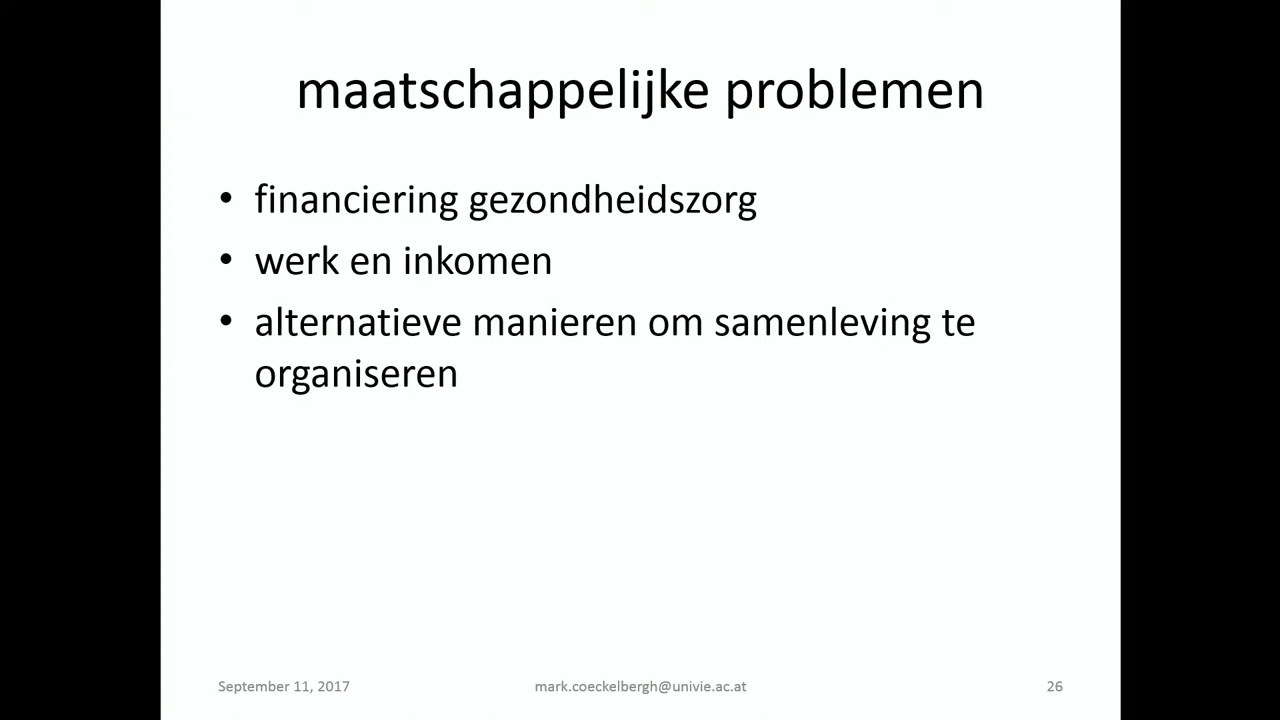 maatschappelijke problemen
• financiering gezondheidszorg
• werk en inkomen
• alternatieve manieren om samenleving te
organiseren
September 11, 2017
mark.coeckelbergh@univie.ac.at
26